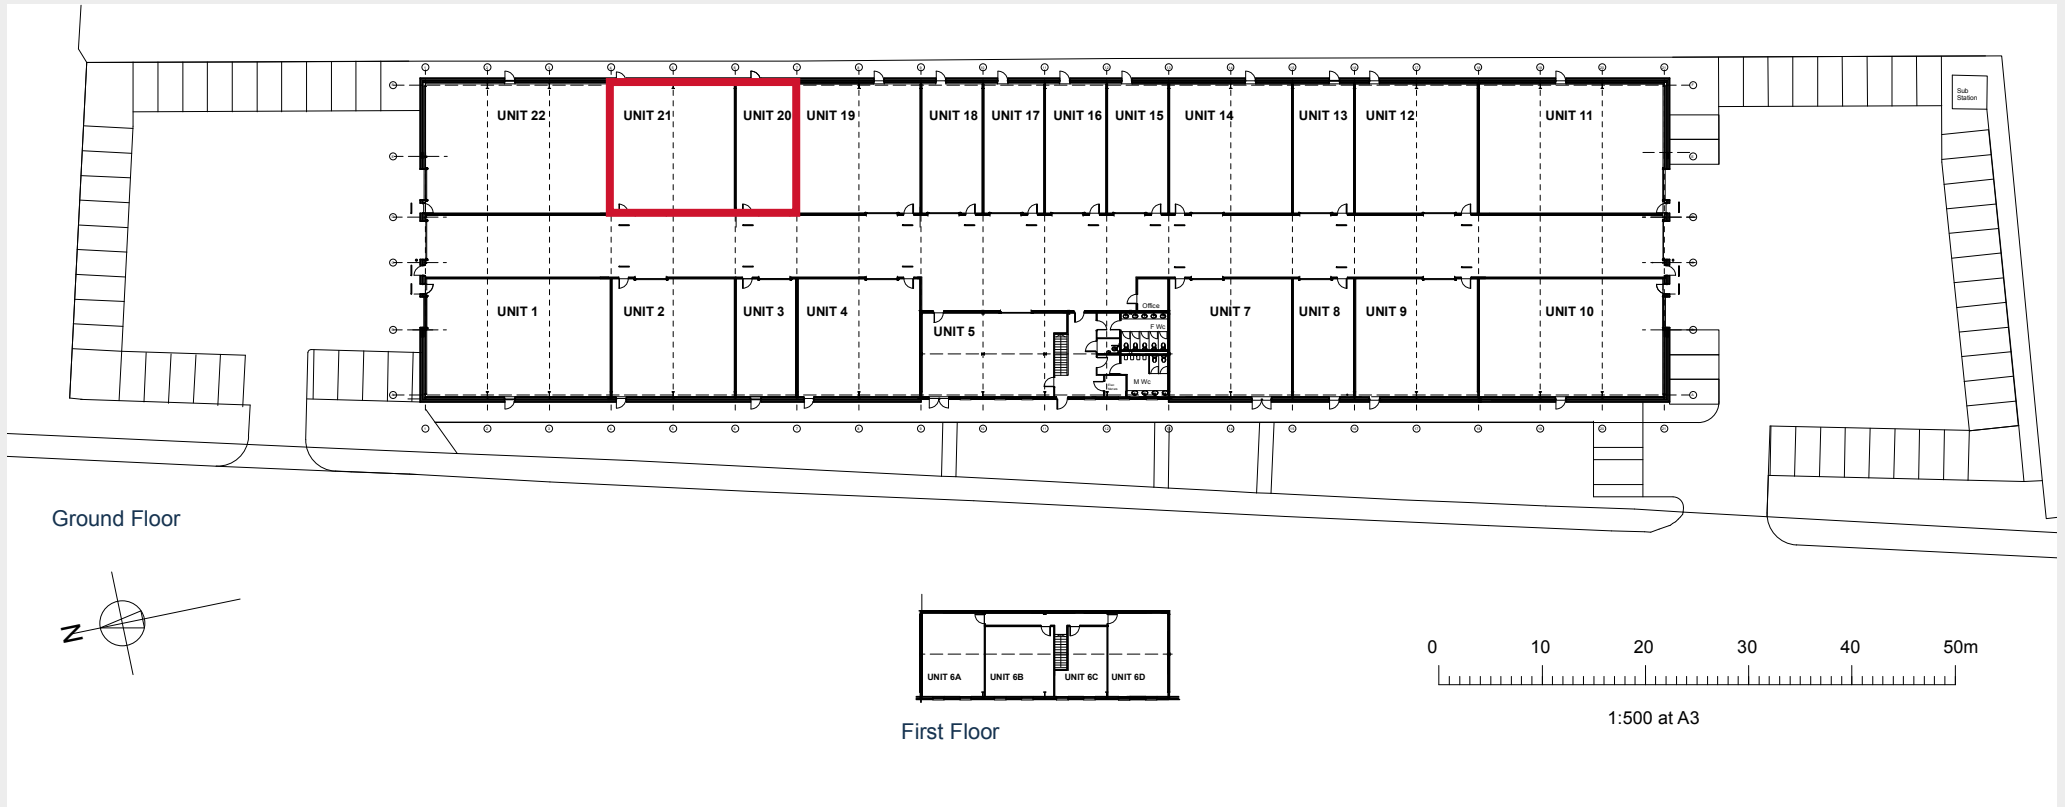 Sub
Station
UNIT 22
UNIT 21
UNIT 20
UNIT 19
UNIT 18
UNIT 17
UNIT 16
UNIT 15
UNIT 14
UNIT 13
UNIT 12
UNIT 11
UNIT 1
UNIT 2
UNIT 3
UNIT 4
UNIT 5
Office
F Wc
M Wc
UNIT 7
UNIT 8
UNIT 9
UNIT 10
Ground Floor
N
UNIT 6A
UNIT 6B
UNIT 6C
UNIT 6D
First Floor
0 10 20 30 40 50m
1:500 at A3